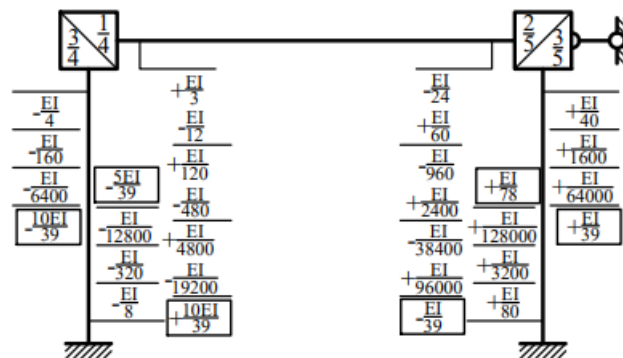 3/4 1/4
2/5 3/5
-EI/4
-EI/160
-EI/6400
-10EI/39
-5EI/39
-EI/12800
-EI/320
-EI/8
+EI/3
-EI/12
+EI/120
-EI/480
+EI/4800
-EI/19200
+10EI/39
-EI/24
+EI/60
-EI/960
+EI/2400
-EI/38400
+EI/96000
-EI/39
+EI/78
+EI/128000
+EI/3200
+EI/80
+EI/40
+EI/1600
+EI/64000
+EI/39